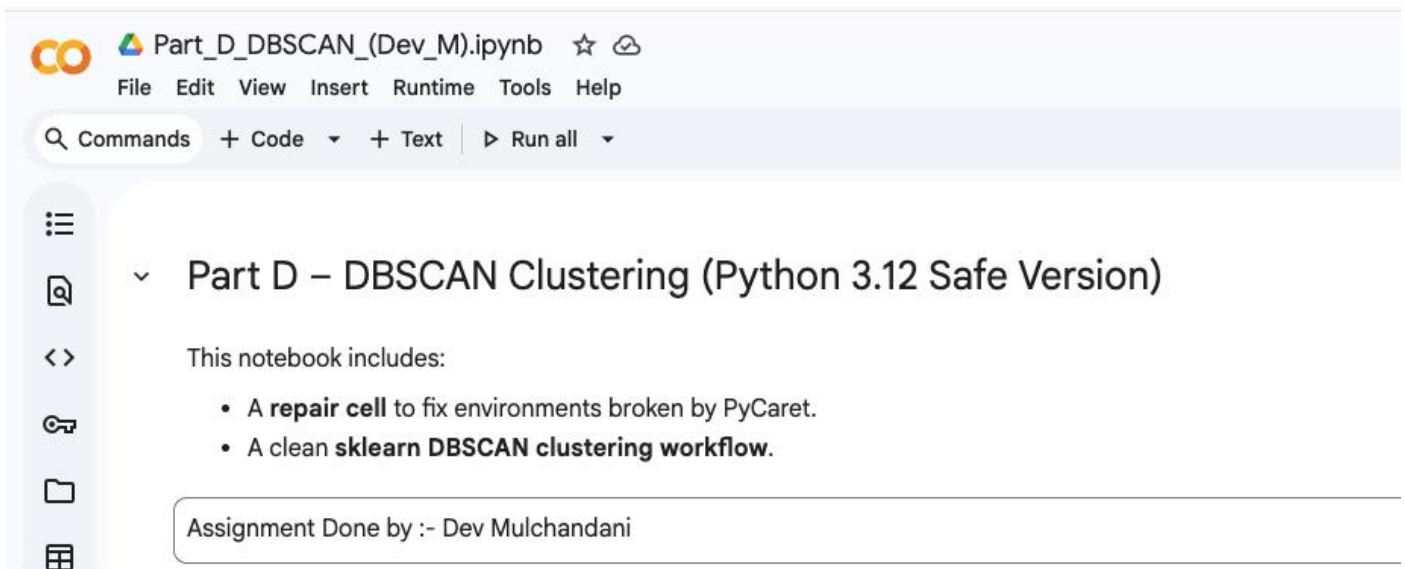 Part_D_DBSCAN_(Dev_M).ipynb
File Edit View Insert Runtime Tools Help
Commands + Code + Text Run all
Part D – DBSCAN Clustering (Python 3.12 Safe Version)
This notebook includes:
• A repair cell to fix environments broken by PyCaret.
• A clean sklearn DBSCAN clustering workflow.
Assignment Done by :- Dev Mulchandani